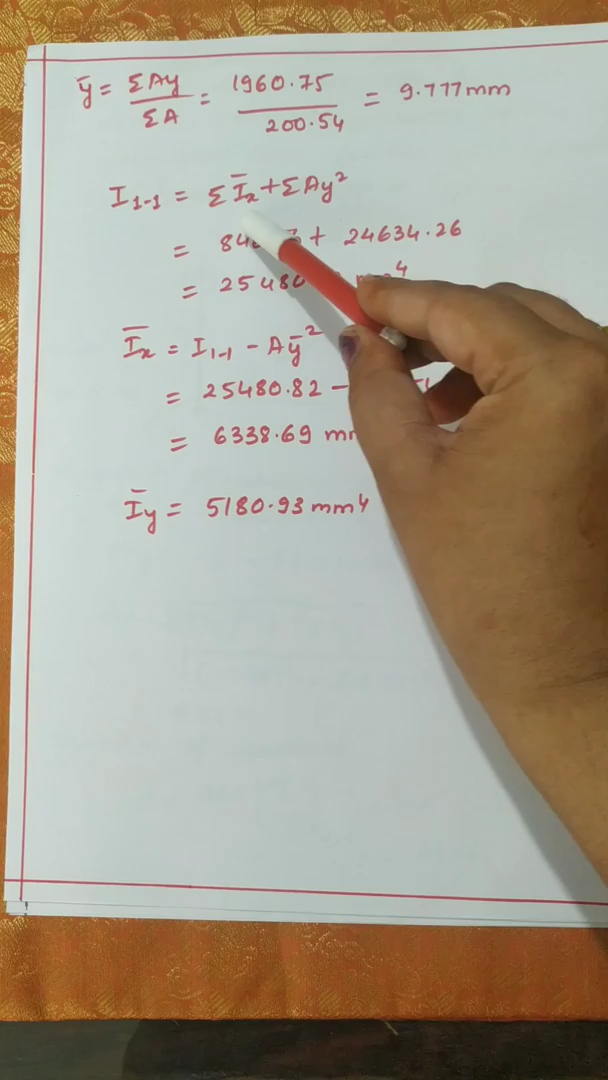 ȳ = ΣAy / ΣA = 1960.75 / 200.54 = 9.777mm
I₁₋₁ = ΣĪx + ΣAy²
= + 24634.26
= mm⁴
Īx = I₁₋₁ - Aȳ²
= 25480.82 -
= 6338.69
Īy = 5180.93 mm⁴